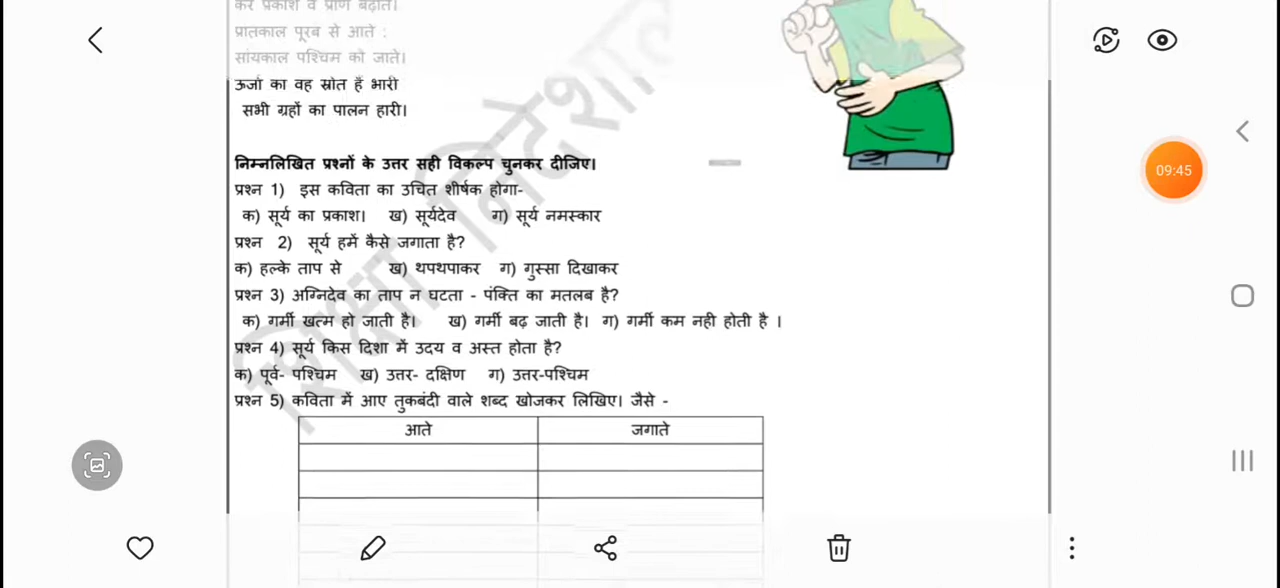 कर प्रकाश व प्राण बढ़ाते।
प्रातकाल पूरब से आते :
सांयकाल पश्चिम को जाते।
ऊर्जा का वह स्रोत हैं भारी
सभी ग्रहों का पालन हारी।
निम्नलिखित प्रश्नों के उत्तर सही विकल्प चुनकर दीजिए।
प्रश्न 1) इस कविता का उचित शीर्षक होगा-
क) सूर्य का प्रकाश। ख) सूर्यदेव ग) सूर्य नमस्कार
प्रश्न 2) सूर्य हमें कैसे जगाता है?
क) हल्के ताप से ख) थपथपाकर ग) गुस्सा दिखाकर
प्रश्न 3) अग्निदेव का ताप न घटता - पंक्ति का मतलब है?
क) गर्मी खत्म हो जाती है। ख) गर्मी बढ़ जाती है। ग) गर्मी कम नही होती है ।
प्रश्न 4) सूर्य किस दिशा में उदय व अस्त होता है?
क) पूर्व- पश्चिम ख) उत्तर- दक्षिण ग) उत्तर-पश्चिम
प्रश्न 5) कविता में आए तुकबंदी वाले शब्द खोजकर लिखिए। जैसे -
आते जगाते
शिक्षा निदेशाल
09:45